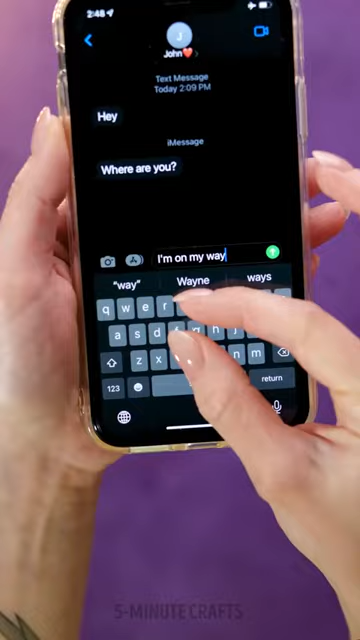 2:48
J
John❤️ >
Text Message
Today 2:09 PM
Hey
iMessage
Where are you?
I'm on my way
"way" Wayne ways
q w e r
a s d f g h j
z x n m
123 return
5-MINUTE CRAFTS